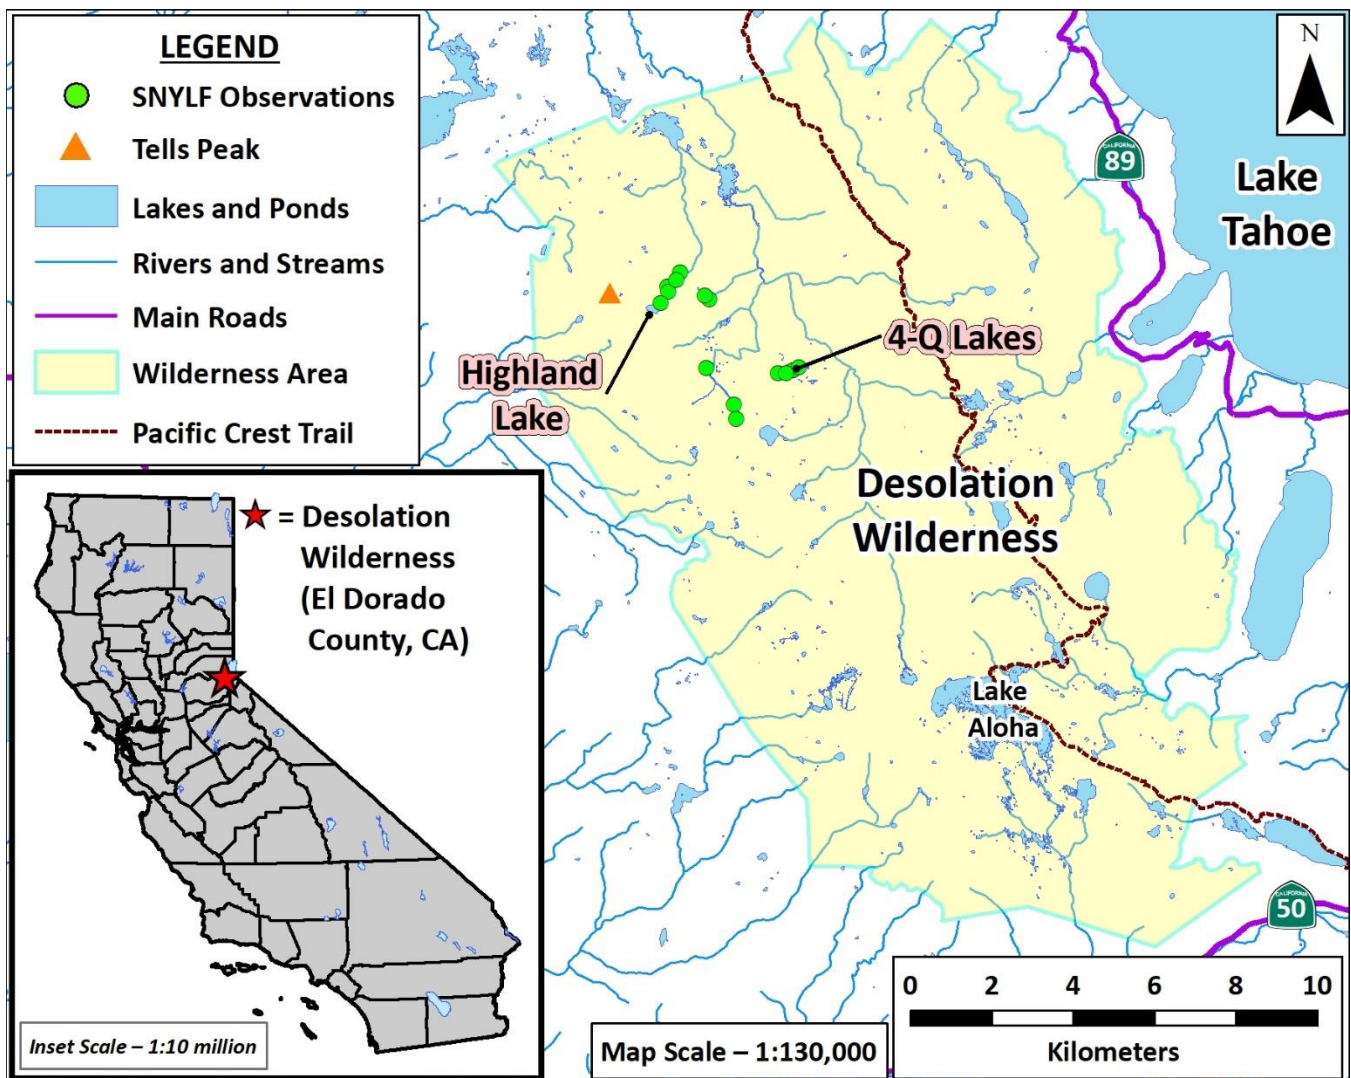 LEGEND
SNYLF Observations
Tells Peak
Lakes and Ponds
Rivers and Streams
Main Roads
Wilderness Area
Pacific Crest Trail
N
CALIFORNIA
89
Lake
Tahoe
4-Q Lakes
Highland
Lake
Desolation
Wilderness
Lake
Aloha
CALIFORNIA
50
= Desolation
Wilderness
(El Dorado
County, CA)
Inset Scale – 1:10 million
Map Scale – 1:130,000
0 2 4 6 8 10
Kilometers